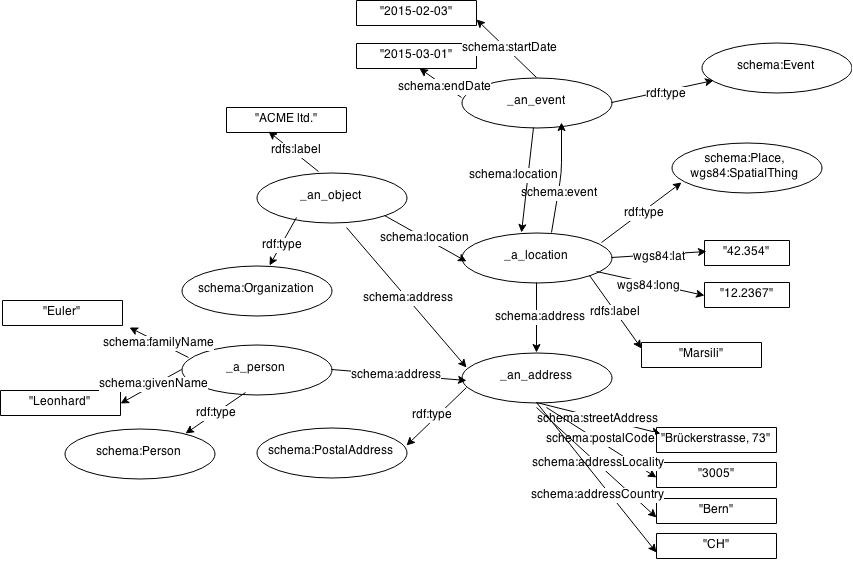 "2015-02-03"
schema:startDate
"2015-03-01"
schema:Event
schema:endDate
rdf:type
_an_event
"ACME ltd."
rdfs:label
schema:Place,
wgs84:SpatialThing
schema:location
schema:event
_an_object
rdf:type
schema:location
rdf:type
_a_location
wgs84:lat
"42.354"
schema:Organization
wgs84:long
"12.2367"
schema:address
"Euler"
schema:address
rdfs:label
schema:familyName
"Marsili"
_a_person
schema:address
_an_address
schema:givenName
"Leonhard"
rdf:type
rdf:type
schema:streetAddress
"Brückerstrasse, 73"
schema:postalCode
schema:Person
schema:PostalAddress
schema:addressLocality
"3005"
schema:addressCountry
"Bern"
"CH"